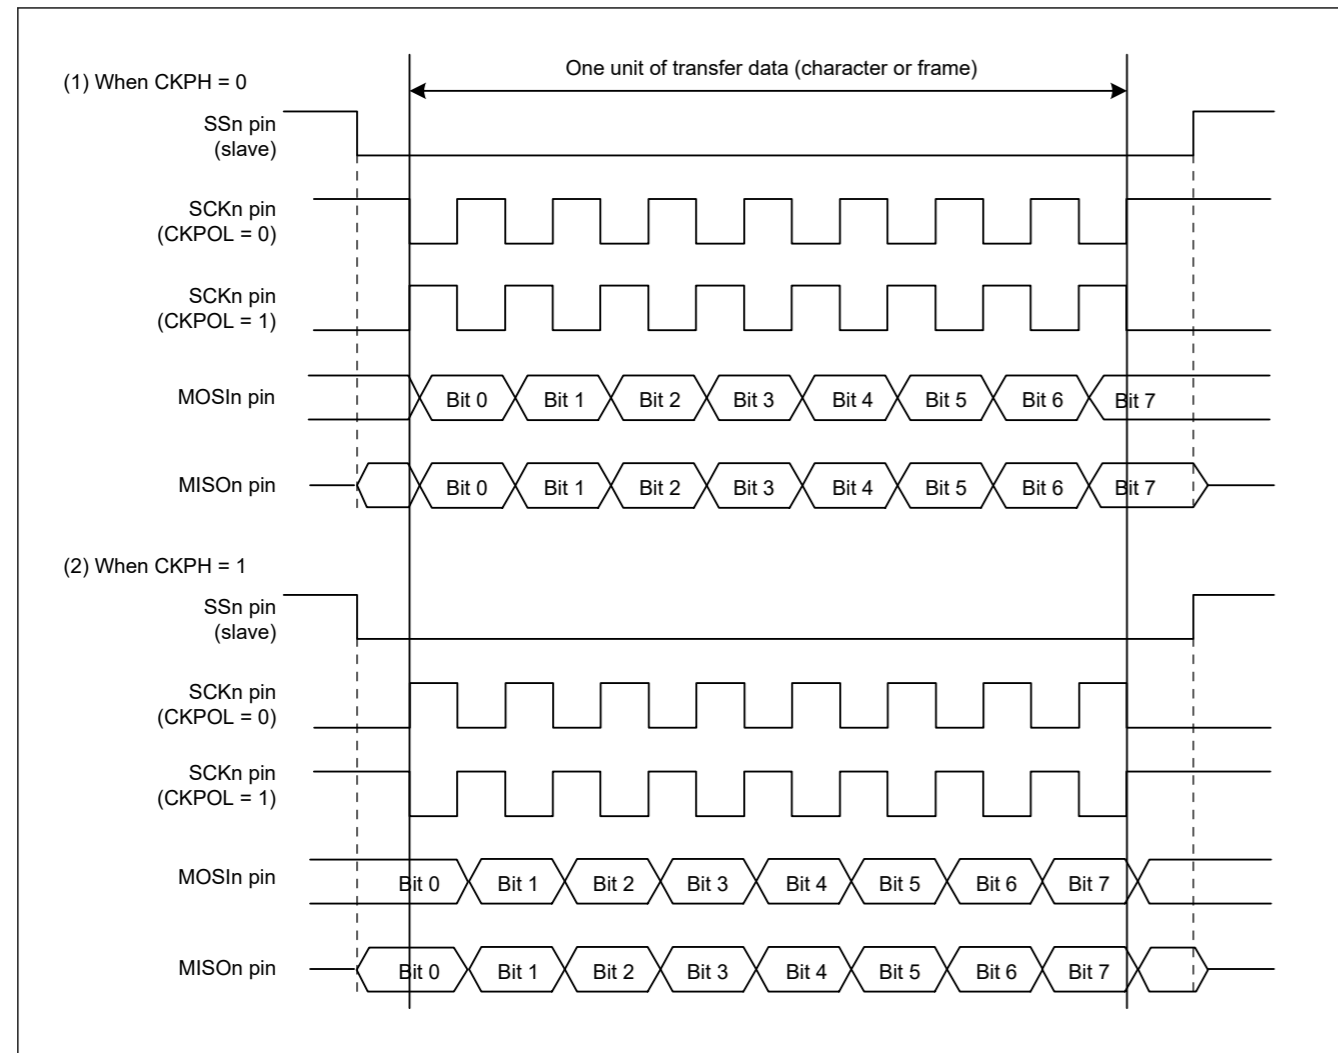 One unit of transfer data (character or frame)
(1) When CKPH = 0
SSn pin
(slave)
SCKn pin
(CKPOL = 0)
SCKn pin
(CKPOL = 1)
MOSIn pin
Bit 0 Bit 1 Bit 2 Bit 3 Bit 4 Bit 5 Bit 6 Bit 7
MISOn pin
Bit 0 Bit 1 Bit 2 Bit 3 Bit 4 Bit 5 Bit 6 Bit 7
(2) When CKPH = 1
SSn pin
(slave)
SCKn pin
(CKPOL = 0)
SCKn pin
(CKPOL = 1)
MOSIn pin
Bit 0 Bit 1 Bit 2 Bit 3 Bit 4 Bit 5 Bit 6 Bit 7
MISOn pin
Bit 0 Bit 1 Bit 2 Bit 3 Bit 4 Bit 5 Bit 6 Bit 7